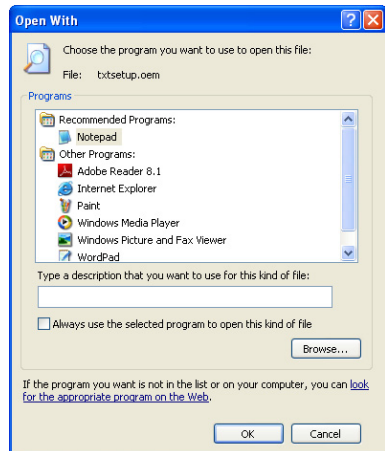 Open With
Choose the program you want to use to open this file:
File: txtsetup.oem
Programs
Recommended Programs:
Notepad
Other Programs:
Adobe Reader 8.1
Internet Explorer
Paint
Windows Media Player
Windows Picture and Fax Viewer
WordPad
Type a description that you want to use for this kind of file:
Always use the selected program to open this kind of file
Browse...
If the program you want is not in the list or on your computer, you can look
for the appropriate program on the Web.
OK Cancel